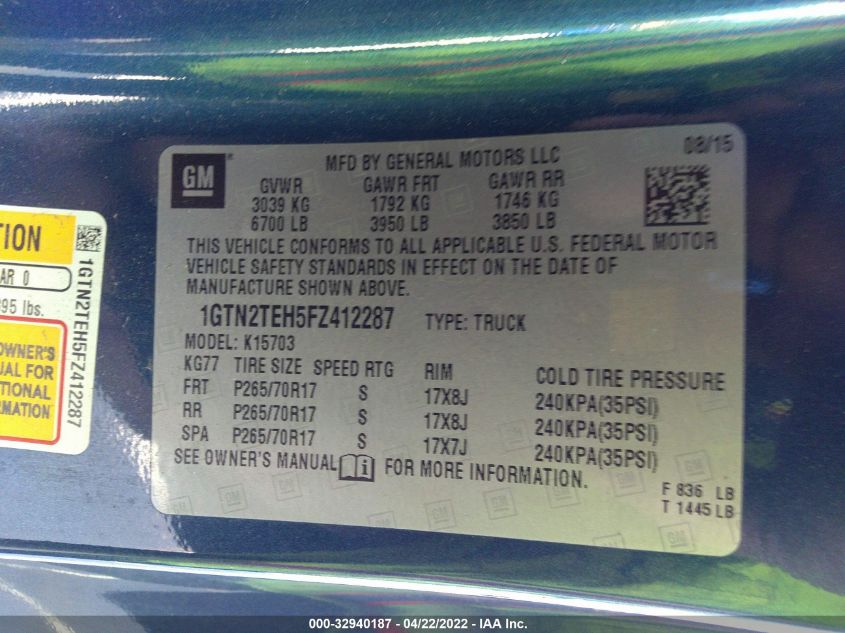 GM
MFD BY GENERAL MOTORS LLC
08/15
GVWR GAWR FRT GAWR RR
3039 KG 1792 KG 1746 KG
6700 LB 3950 LB 3850 LB
THIS VEHICLE CONFORMS TO ALL APPLICABLE U.S. FEDERAL MOTOR
VEHICLE SAFETY STANDARDS IN EFFECT ON THE DATE OF
MANUFACTURE SHOWN ABOVE.
1GTN2TEH5FZ412287 TYPE: TRUCK
MODEL: K15703
KG77 TIRE SIZE SPEED RTG RIM COLD TIRE PRESSURE
FRT P265/70R17 S 17X8J 240KPA(35PSI)
RR P265/70R17 S 17X8J 240KPA(35PSI)
SPA P265/70R17 S 17X7J 240KPA(35PSI)
SEE OWNER'S MANUAL FOR MORE INFORMATION.
F 836 LB
T 1445 LB
TION
AR 0
95 lbs.
OWNER'S
UAL FOR
ITIONAL
RMATION
1GTN2TEH5FZ412287
000-32940187 - 04/22/2022 - IAA Inc.